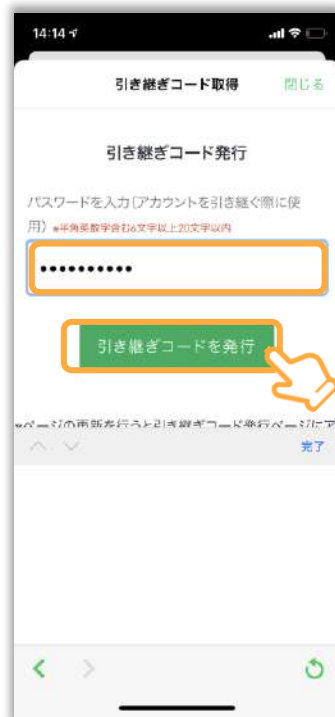 14:14
引き継ぎコード取得 閉じる
引き継ぎコード発行
パスワードを入力(アカウントを引き継ぐ際に使
用) *半角英数字含む6文字以上20文字以内
••••••••••
引き継ぎコードを発行
*ページの更新を行うと引き継ぎコード発行ページにア
完了